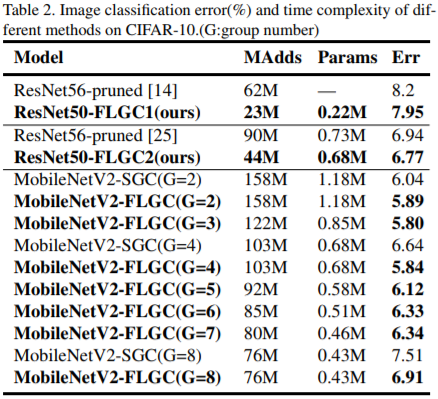 Table 2. Image classification error(%) and time complexity of dif-
ferent methods on CIFAR-10.(G:group number)
Model MAdds Params Err
ResNet56-pruned [14] 62M — 8.2
ResNet50-FLGC1(ours) 23M 0.22M 7.95
ResNet56-pruned [25] 90M 0.73M 6.94
ResNet50-FLGC2(ours) 44M 0.68M 6.77
MobileNetV2-SGC(G=2) 158M 1.18M 6.04
MobileNetV2-FLGC(G=2) 158M 1.18M 5.89
MobileNetV2-FLGC(G=3) 122M 0.85M 5.80
MobileNetV2-SGC(G=4) 103M 0.68M 6.64
MobileNetV2-FLGC(G=4) 103M 0.68M 5.84
MobileNetV2-FLGC(G=5) 92M 0.58M 6.12
MobileNetV2-FLGC(G=6) 85M 0.51M 6.33
MobileNetV2-FLGC(G=7) 80M 0.46M 6.34
MobileNetV2-SGC(G=8) 76M 0.43M 7.51
MobileNetV2-FLGC(G=8) 76M 0.43M 6.91